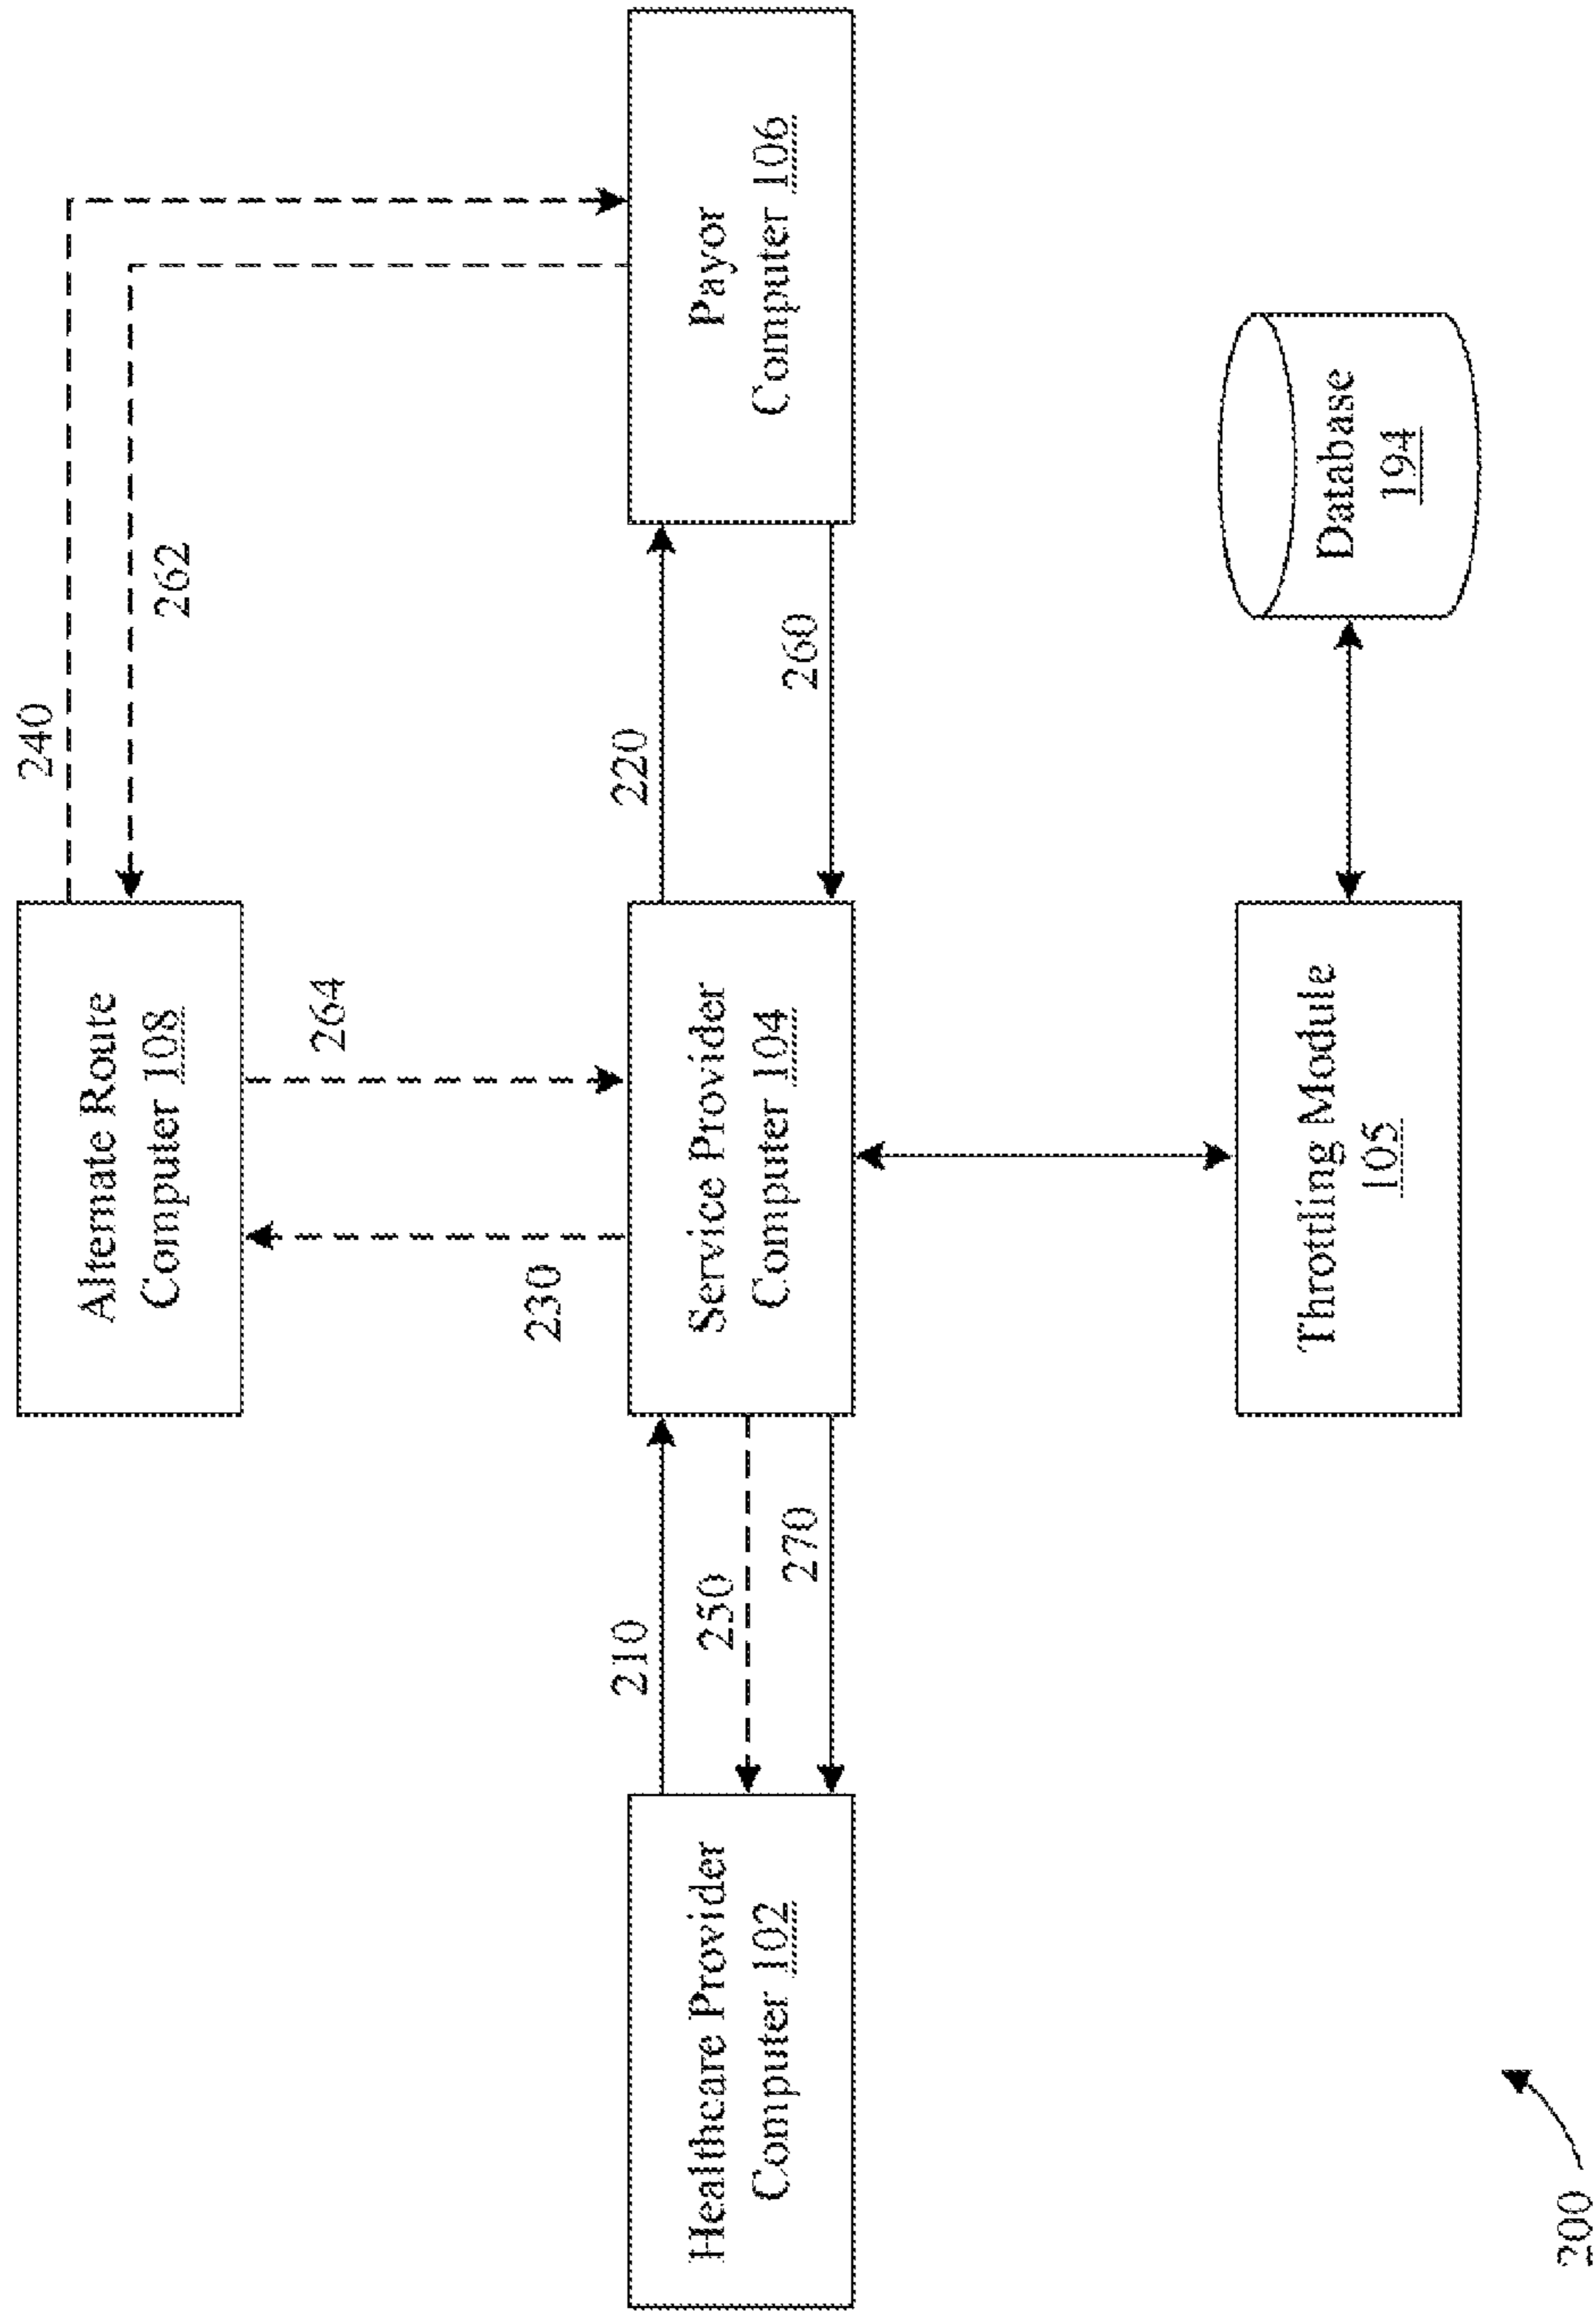 240
262
Alternate Route
Computer 108
230
264
210
250
270
220
260
Healthcare Provider
Computer 102
Service Provider
Computer 104
Payor
Computer 106
Throttling Module
105
Database
194
200